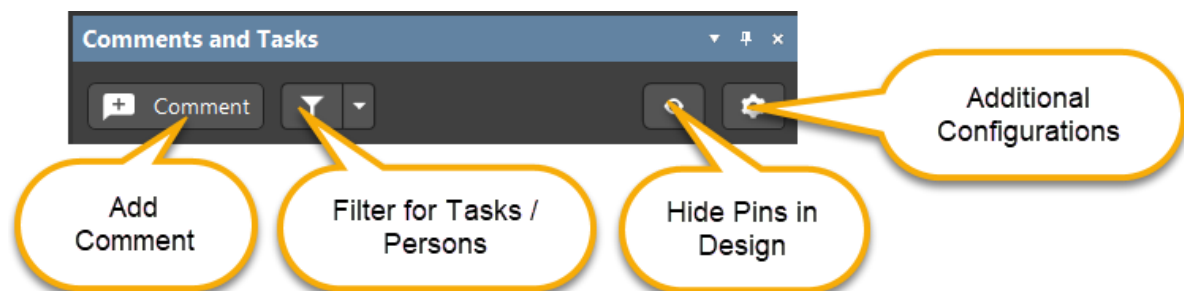 Comments and Tasks
Comment
Additional
Configurations
Add
Comment
Filter for Tasks /
Persons
Hide Pins in
Design